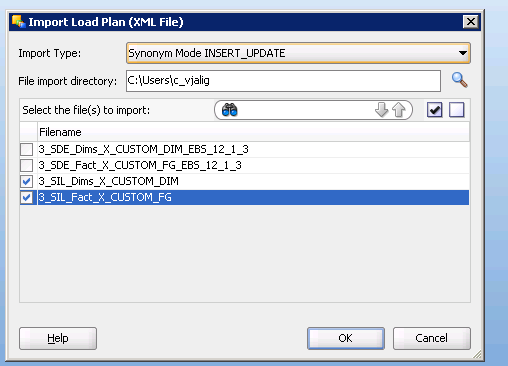 Import Load Plan (XML File)
Import Type: Synonym Mode INSERT_UPDATE
File import directory: C:\Users\c_vjalig
Select the file(s) to import:
Filename
3_SDE_Dims_X_CUSTOM_DIM_EBS_12_1_3
3_SDE_Fact_X_CUSTOM_FG_EBS_12_1_3
3_SIL_Dims_X_CUSTOM_DIM
3_SIL_Fact_X_CUSTOM_FG
Help OK Cancel